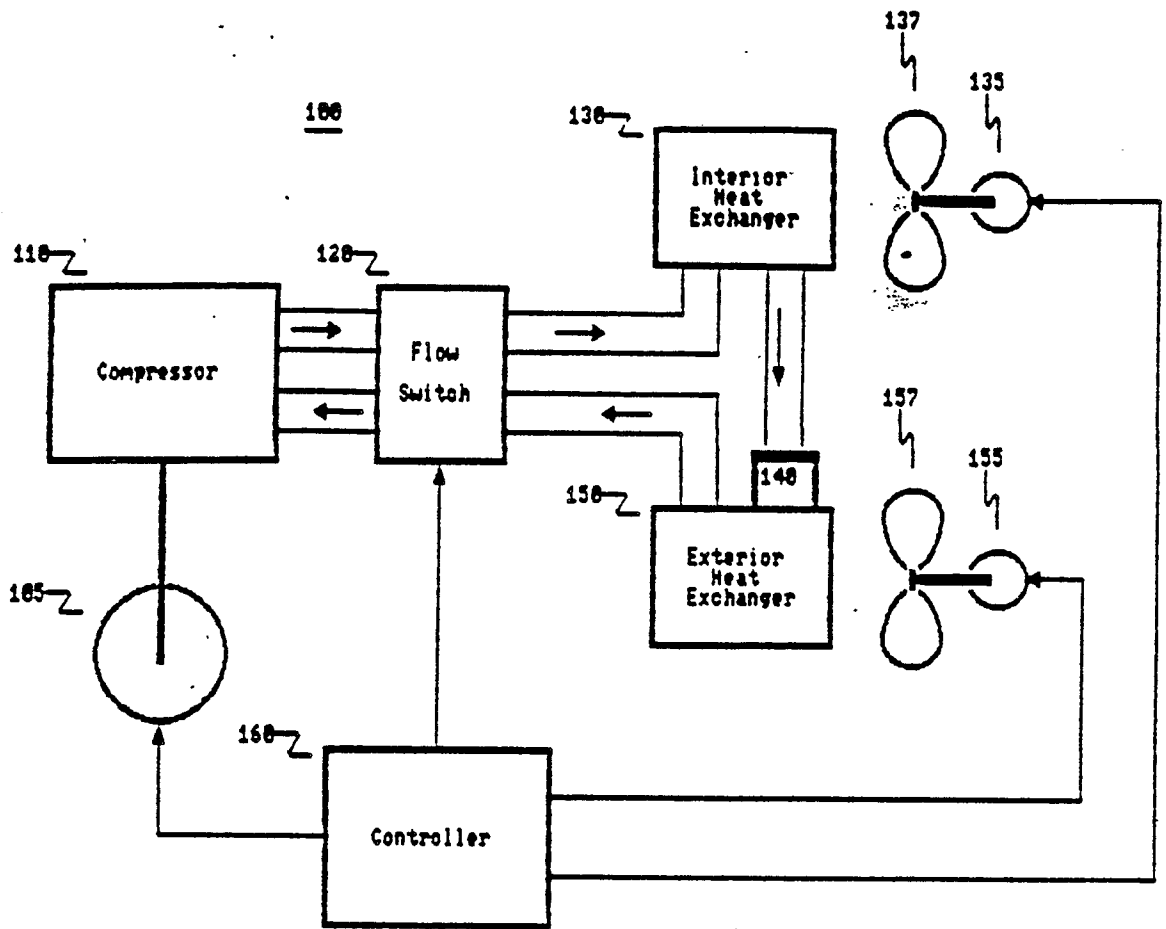 137
135
100
130
Interior
Heat
Exchanger
110
120
Compressor
Flow
Switch
157
155
140
150
Exterior
Heat
Exchanger
105
160
Controller